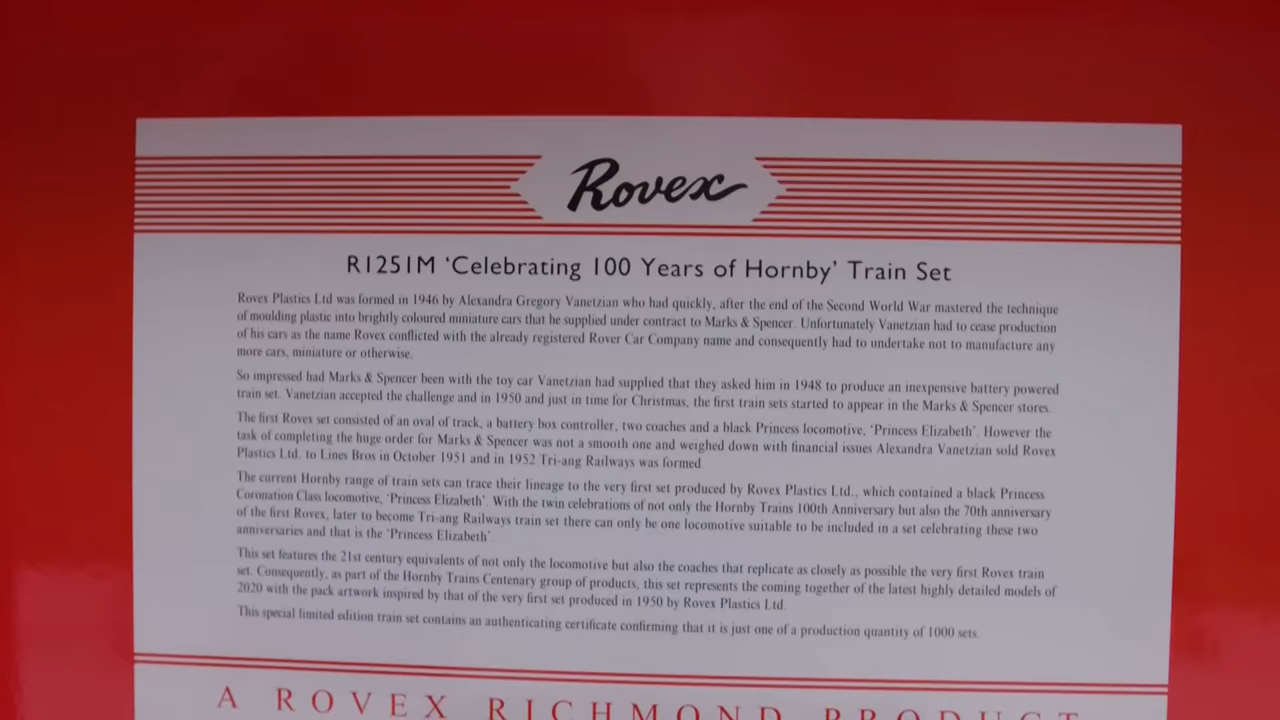 Rovex
R1251M 'Celebrating 100 Years of Hornby' Train Set
Rovex Plastics Ltd was formed in 1946 by Alexandra Gregory Vanetzian who had quickly, after the end of the Second World War mastered the technique
of moulding plastic into brightly coloured miniature cars that he supplied under contract to Marks & Spencer. Unfortunately Vanetzian had to cease production
of his cars as the name Rovex conflicted with the already registered Rover Car Company name and consequently had to undertake not to manufacture any
more cars, miniature or otherwise.
So impressed had Marks & Spencer been with the toy car Vanetzian had supplied that they asked him in 1948 to produce an inexpensive battery powered
train set. Vanetzian accepted the challenge and in 1950 and just in time for Christmas, the first train sets started to appear in the Marks & Spencer stores.
The first Rovex set consisted of an oval of track, a battery box controller, two coaches and a black Princess locomotive, 'Princess Elizabeth'. However the
task of completing the huge order for Marks & Spencer was not a smooth one and weighed down with financial issues Alexandra Vanetzian sold Rovex
Plastics Ltd. to Lines Bros in October 1951 and in 1952 Tri-ang Railways was formed.
The current Hornby range of train sets can trace their lineage to the very first set produced by Rovex Plastics Ltd., which contained a black Princess
Coronation Class locomotive, 'Princess Elizabeth'. With the twin celebrations of not only the Hornby Trains 100th Anniversary but also the 70th anniversary
of the first Rovex, later to become Tri-ang Railways train set there can only be one locomotive suitable to be included in a set celebrating these two
anniversaries and that is the 'Princess Elizabeth'.
This set features the 21st century equivalents of not only the locomotive but also the coaches that replicate as closely as possible the very first Rovex train
set. Consequently, as part of the Hornby Trains Centenary group of products, this set represents the coming together of the latest highly detailed models of
2020 with the pack artwork inspired by that of the very first set produced in 1950 by Rovex Plastics Ltd.
This special limited edition train set contains an authenticating certificate confirming that it is just one of a production quantity of 1000 sets.
A ROVEX RICHMOND PRODUCT